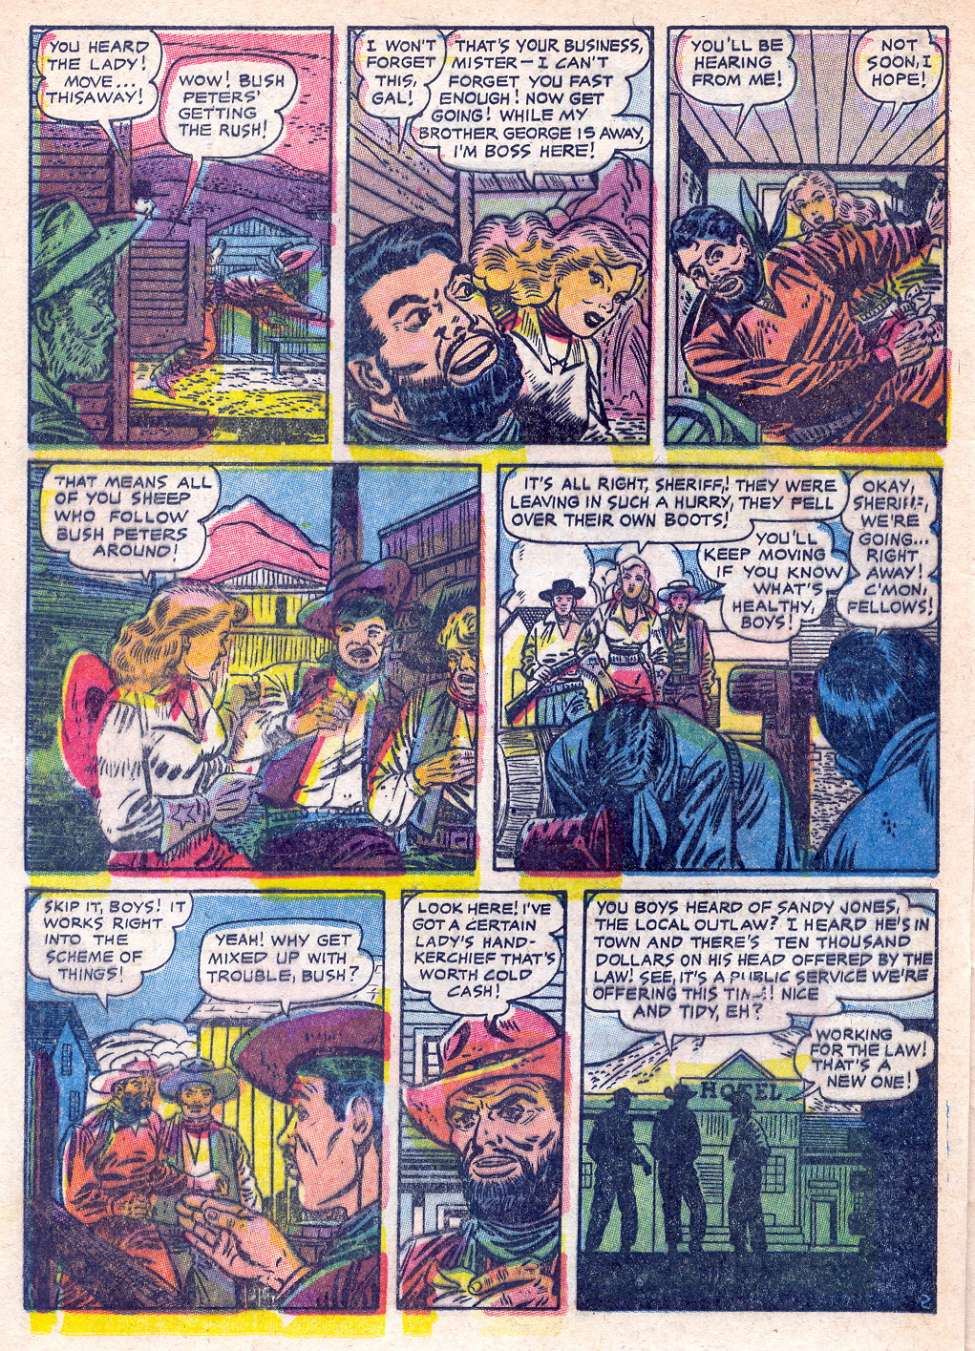 YOU HEARD
THE LADY!
MOVE...
THISAWAY!
WOW! BUSH
PETERS'
GETTING
THE RUSH!
I WON'T
FORGET
THIS,
GAL!
THAT'S YOUR BUSINESS,
MISTER—I CAN'T
FORGET YOU FAST
ENOUGH! NOW GET
GOING! WHILE MY
BROTHER GEORGE IS AWAY,
I'M BOSS HERE!
YOU'LL BE
HEARING
FROM ME!
NOT
SOON, I
HOPE!
THAT MEANS ALL
OF YOU SHEEP
WHO FOLLOW
BUSH PETERS
AROUND!
IT'S ALL RIGHT, SHERIFF! THEY WERE
LEAVING IN SUCH A HURRY, THEY FELL
OVER THEIR OWN BOOTS!
YOU'LL
KEEP MOVING
IF YOU KNOW
WHAT'S
HEALTHY,
BOYS!
OKAY,
SHERIFF,
WE'RE
GOING...
RIGHT
AWAY!
C'MON,
FELLOWS!
SKIP IT, BOYS! IT
WORKS RIGHT
INTO THE
SCHEME OF
THINGS!
YEAH! WHY GET
MIXED UP WITH
TROUBLE, BUSH?
LOOK HERE! I'VE
GOT A CERTAIN
LADY'S HAND-
KERCHIEF THAT'S
WORTH COLD
CASH!
YOU BOYS HEARD OF SANDY JONES,
THE LOCAL OUTLAW? I HEARD HE'S IN
TOWN AND THERE'S TEN THOUSAND
DOLLARS ON HIS HEAD OFFERED BY THE
LAW! SEE, IT'S A PUBLIC SERVICE WE'RE
OFFERING THIS TIME! NICE
AND TIDY, EH?
WORKING
FOR THE LAW!
THAT'S A
NEW ONE!
HOTEL
2